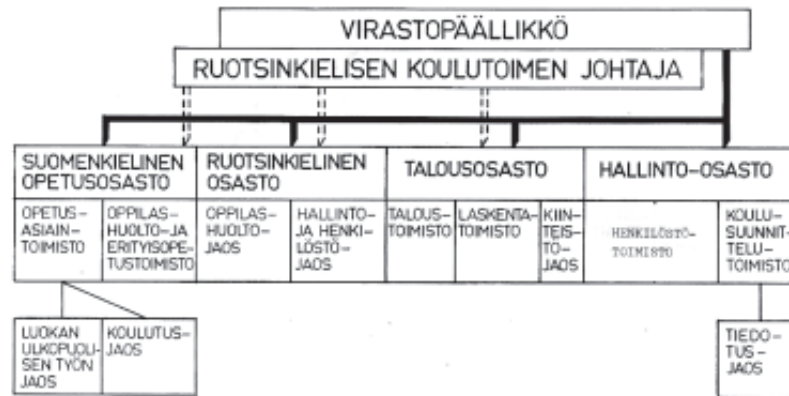 VIRASTOPÄÄLLIKKÖ
RUOTSINKIELISEN KOULUTOIMEN JOHTAJA
SUOMENKIELINEN
OPETUSOSASTO
RUOTSINKIELINEN
OSASTO
TALOUSOSASTO
HALLINTO-OSASTO
OPETUS-
ASIAIN-
TOIMISTO
OPPILAS-
HUOLTO-JA
ERITYISOPE-
TUSTOIMISTO
OPPILAS-
HUOLTO-
JAOS
HALLINTO-
JA HENKI-
LÖSTÖ-
JAOS
TALOUS-
TOIMISTO
LASKENTA-
TOIMISTO
KIIN-
TEIS-
TÖ-
JAOS
HENKILÖSTÖ-
TOIMISTO
KOULU-
SUUNNIT-
TELU-
TOIMISTO
LUOKAN
ULKOPUOLI-
SEN TYÖN
JAOS
KOULUTUS-
JAOS
TIEDO-
TUS-
JAOS